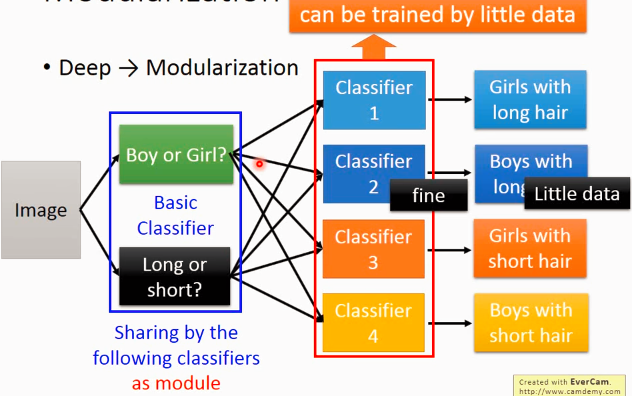 Modularization
can be trained by little data
• Deep → Modularization
Image
Boy or Girl?
Basic
Classifier
Long or
short?
Sharing by the
following classifiers
as module
Classifier
1
Classifier
2
fine
Classifier
3
Classifier
4
Girls with
long hair
Boys with
long
Little data
Girls with
short hair
Boys with
short hair
Created with EverCam.
http://www.camdemy.com